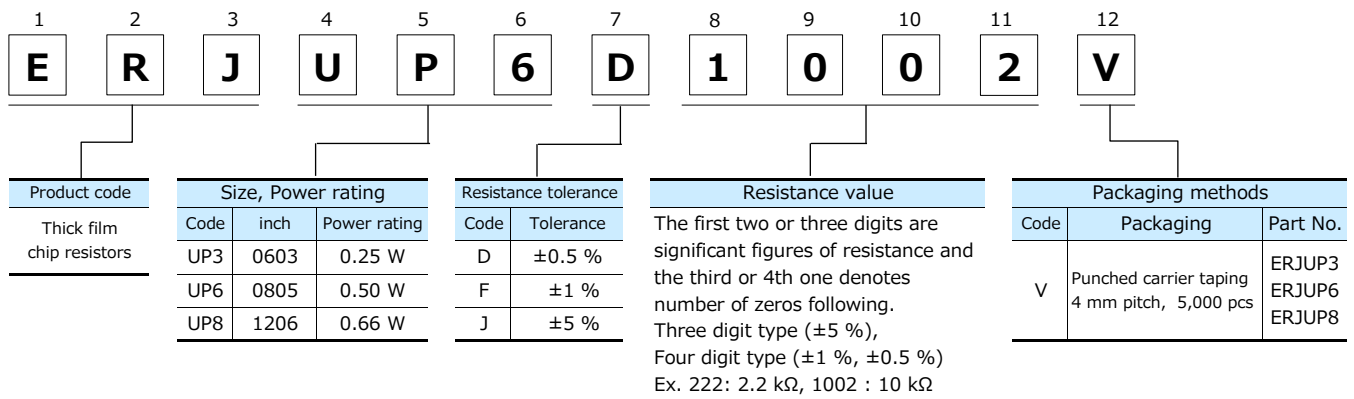 1 2 3 4 5 6 7 8 9 10 11 12
E R J U P 6 D 1 0 0 2 V
Product code
Thick film
chip resistors
Size, Power rating
Code inch Power rating
UP3 0603 0.25 W
UP6 0805 0.50 W
UP8 1206 0.66 W
Resistance tolerance
Code Tolerance
D ±0.5 %
F ±1 %
J ±5 %
Resistance value
The first two or three digits are
significant figures of resistance and
the third or 4th one denotes
number of zeros following.
Three digit type (±5 %),
Four digit type (±1 %, ±0.5 %)
Ex. 222: 2.2 kΩ, 1002 : 10 kΩ
Packaging methods
Code Packaging Part No.
V Punched carrier taping
4 mm pitch, 5,000 pcs
ERJUP3
ERJUP6
ERJUP8